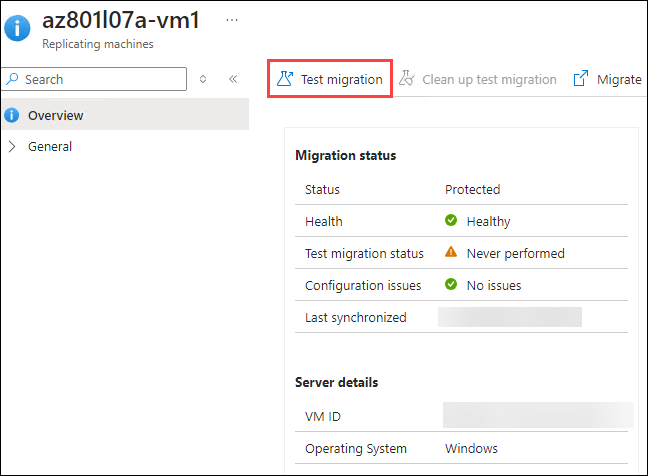 az801l07a-vm1 ...
Replicating machines
Search
Test migration Clean up test migration Migrate
Overview
General
Migration status
Status Protected
Health Healthy
Test migration status Never performed
Configuration issues No issues
Last synchronized
Server details
VM ID
Operating System Windows